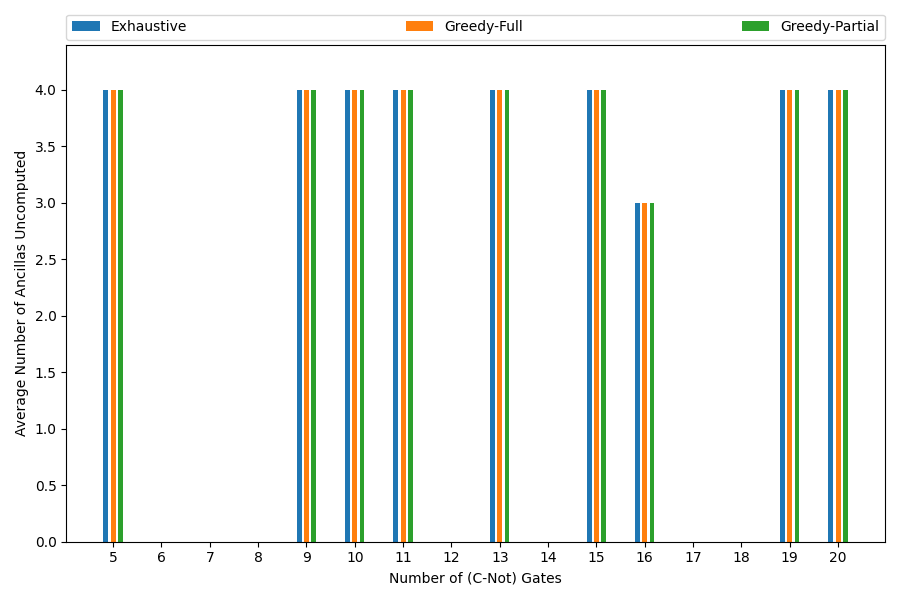 Exhaustive Greedy-Full Greedy-Partial
4.0
3.5
3.0
2.5
2.0
1.5
1.0
0.5
0.0
Average Number of Ancillas Uncomputed
5 6 7 8 9 10 11 12 13 14 15 16 17 18 19 20
Number of (C-Not) Gates